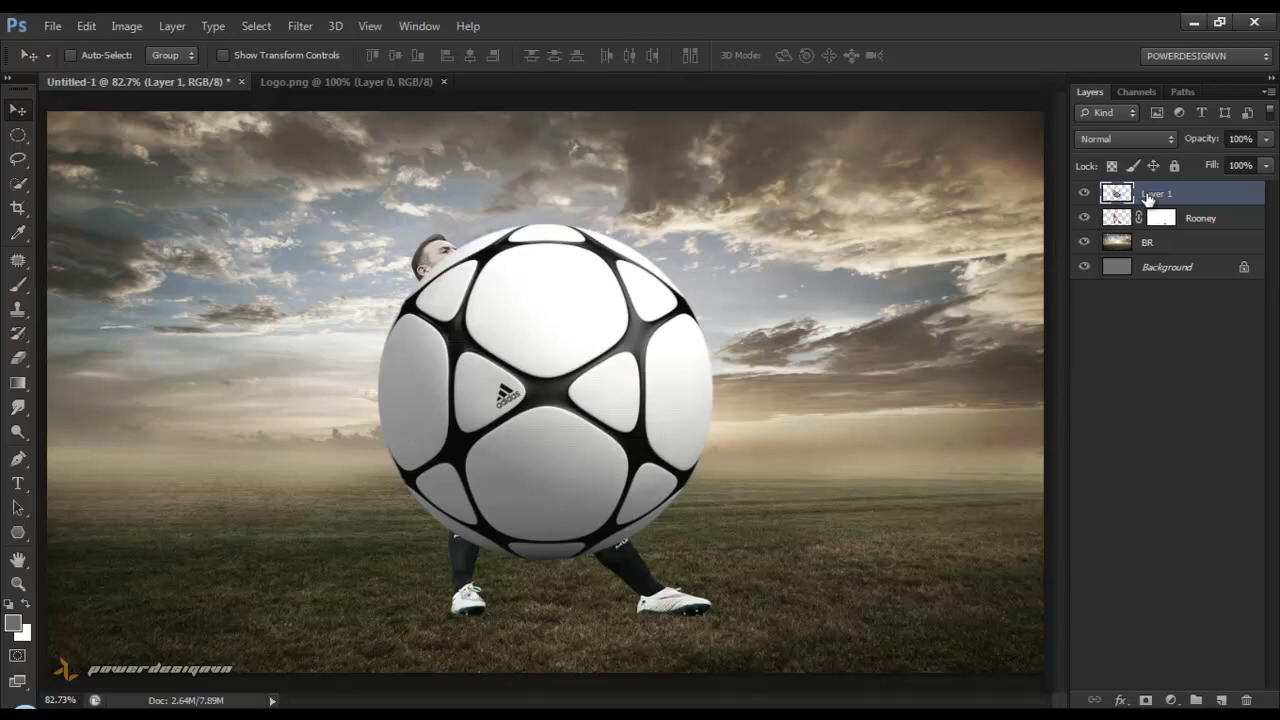 Ps File Edit Image Layer Type Select Filter 3D View Window Help
Auto-Select: Group Show Transform Controls 3D Mode: POWERDESIGNVN
Untitled-1 @ 82.7% (Layer 1, RGB/8) * × Logo.png @ 100% (Layer 0, RGB/8) ×
Layers Channels Paths
Kind
Normal Opacity: 100%
Lock: Fill: 100%
Layer 1
Rooney
BR
Background
adidas
powerdesignvn
82.73% Doc: 2.64M/7.89M